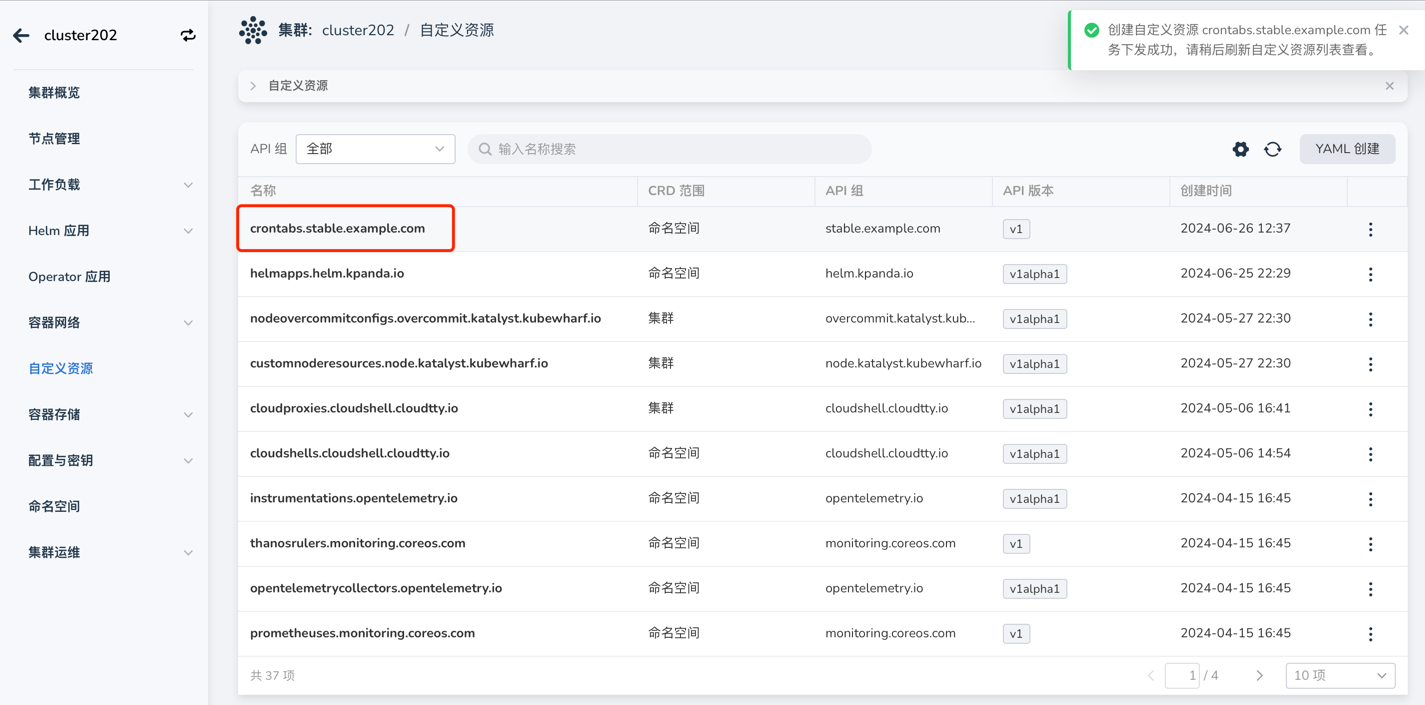 cluster202
集群: cluster202 / 自定义资源
创建自定义资源 crontabs.stable.example.com 任
务下发成功，请稍后刷新自定义资源列表查看。
集群概览
节点管理
工作负载
Helm 应用
Operator 应用
容器网络
自定义资源
容器存储
配置与密钥
命名空间
集群运维
自定义资源
API 组 全部 输入名称搜索 YAML 创建
名称 CRD 范围 API 组 API 版本 创建时间
crontabs.stable.example.com 命名空间 stable.example.com v1 2024-06-26 12:37
helmapps.helm.kpanda.io 命名空间 helm.kpanda.io v1alpha1 2024-06-25 22:29
nodeovercommitconfigs.overcommit.katalyst.kubewharf.io 集群 overcommit.katalyst.kub... v1alpha1 2024-05-27 22:30
customnoderesources.node.katalyst.kubewharf.io 集群 node.katalyst.kubewharf.io v1alpha1 2024-05-27 22:30
cloudproxies.cloudshell.cloudtty.io 集群 cloudshell.cloudtty.io v1alpha1 2024-05-06 16:41
cloudshells.cloudshell.cloudtty.io 命名空间 cloudshell.cloudtty.io v1alpha1 2024-05-06 14:54
instrumentations.opentelemetry.io 命名空间 opentelemetry.io v1alpha1 2024-04-15 16:45
thanosrulers.monitoring.coreos.com 命名空间 monitoring.coreos.com v1 2024-04-15 16:45
opentelemetrycollectors.opentelemetry.io 命名空间 opentelemetry.io v1alpha1 2024-04-15 16:45
prometheuses.monitoring.coreos.com 命名空间 monitoring.coreos.com v1 2024-04-15 16:45
共 37 项 1 / 4 10 项